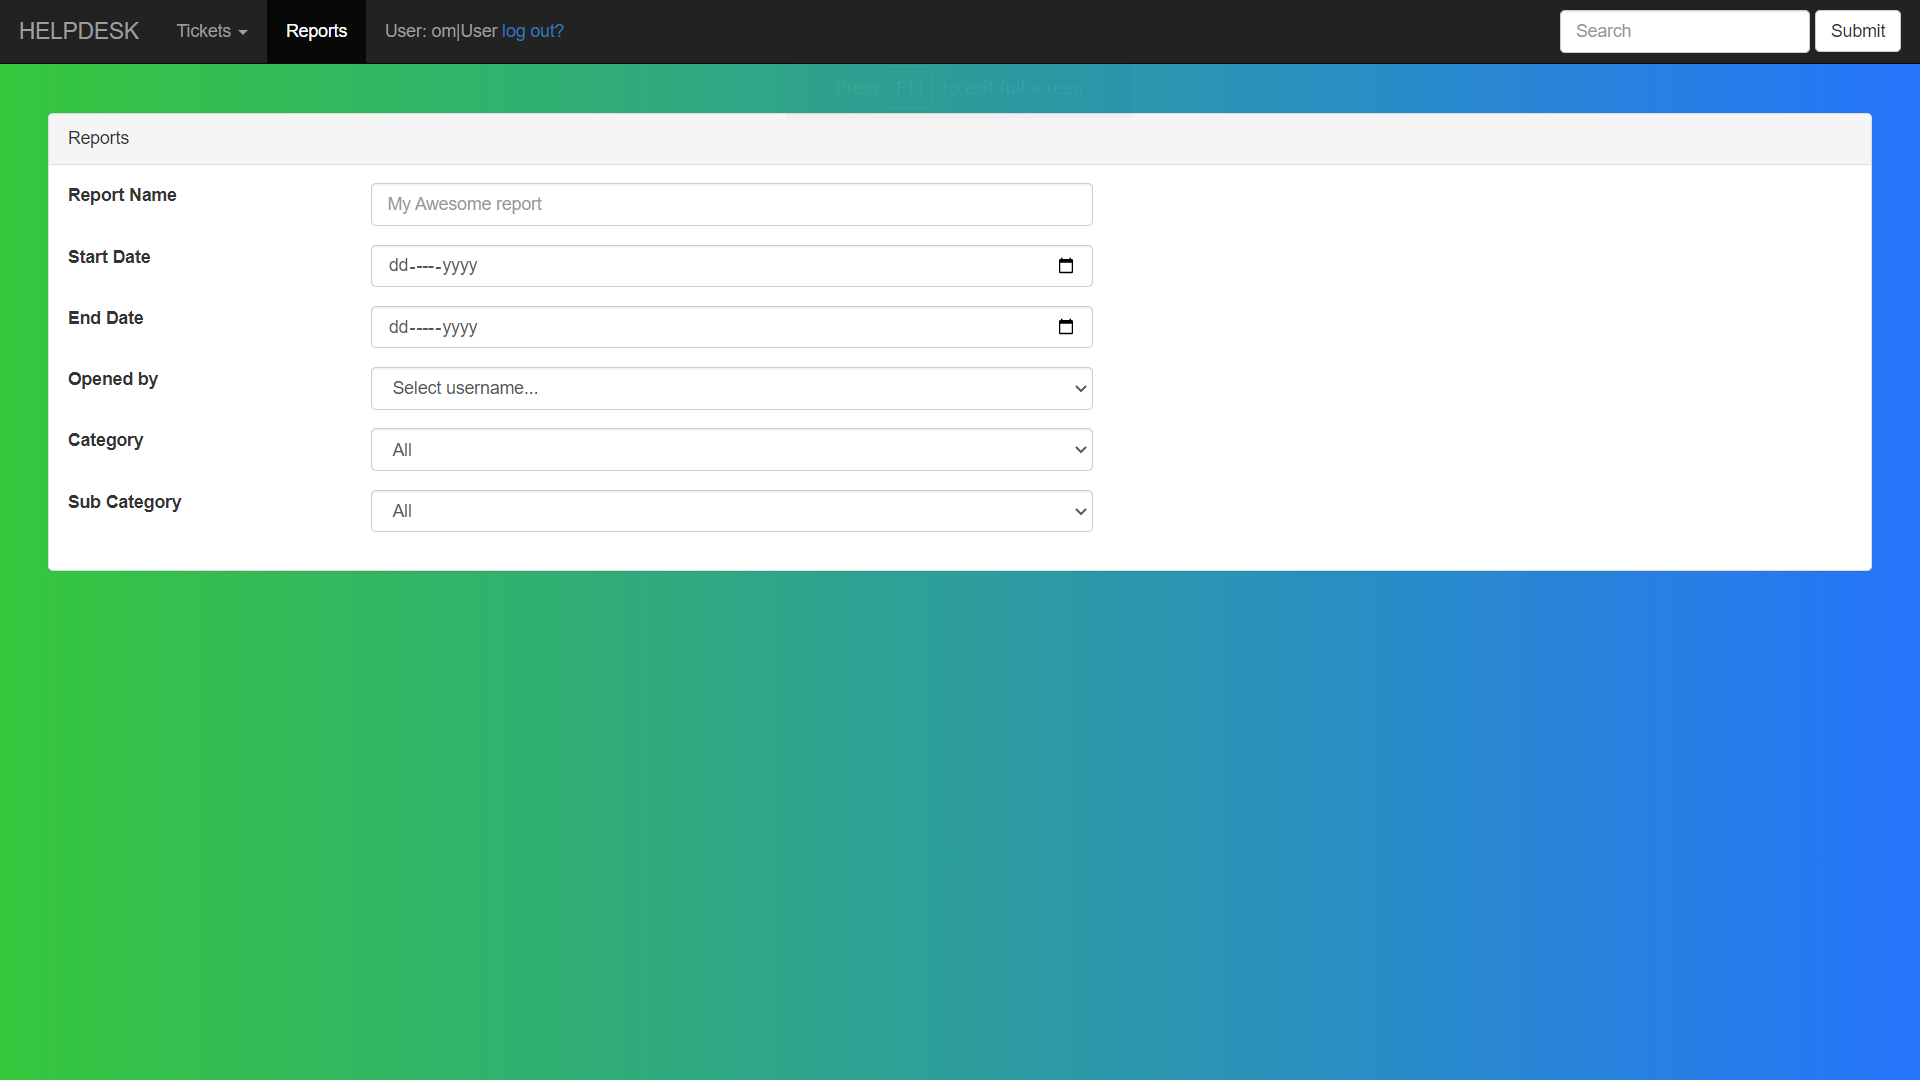 HELPDESK Tickets Reports User: om|User log out? Search Submit
Press F11 to exit full screen
Reports
Report Name My Awesome report
Start Date dd-----yyyy
End Date dd-----yyyy
Opened by Select username...
Category All
Sub Category All